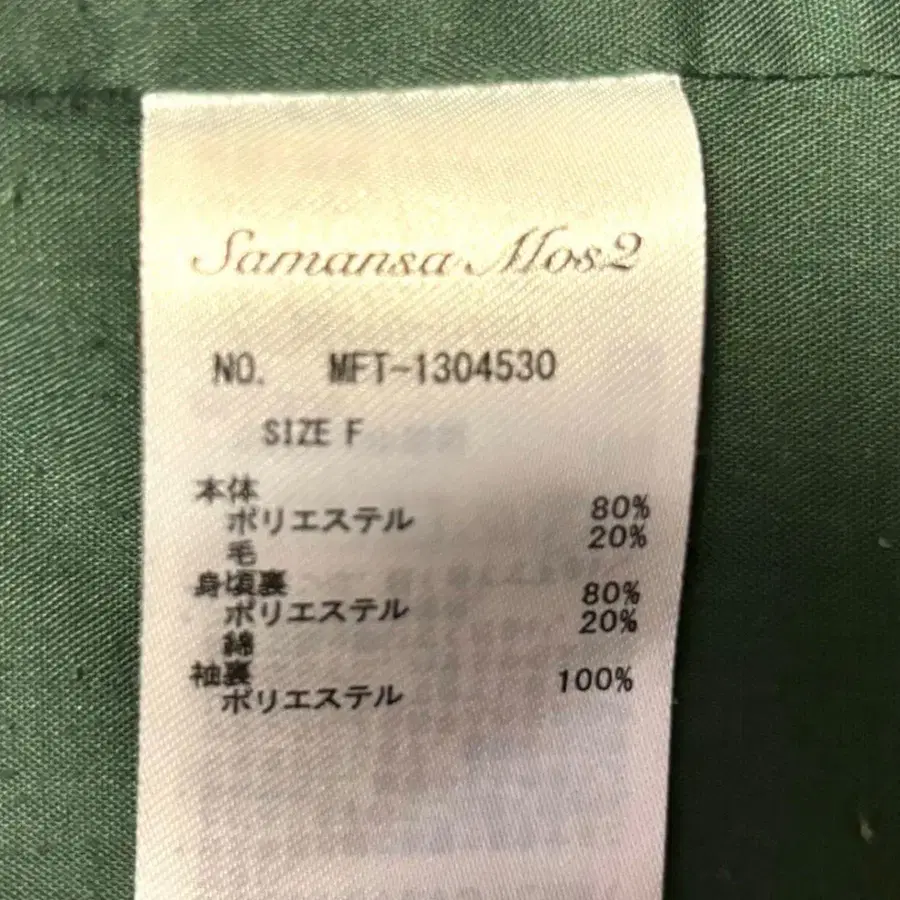 Samansa Mos2
NO. MFT-1304530
SIZE F
本体
ポリエステル 80%
毛 20%
身頃裏
ポリエステル 80%
綿 20%
袖裏
ポリエステル 100%